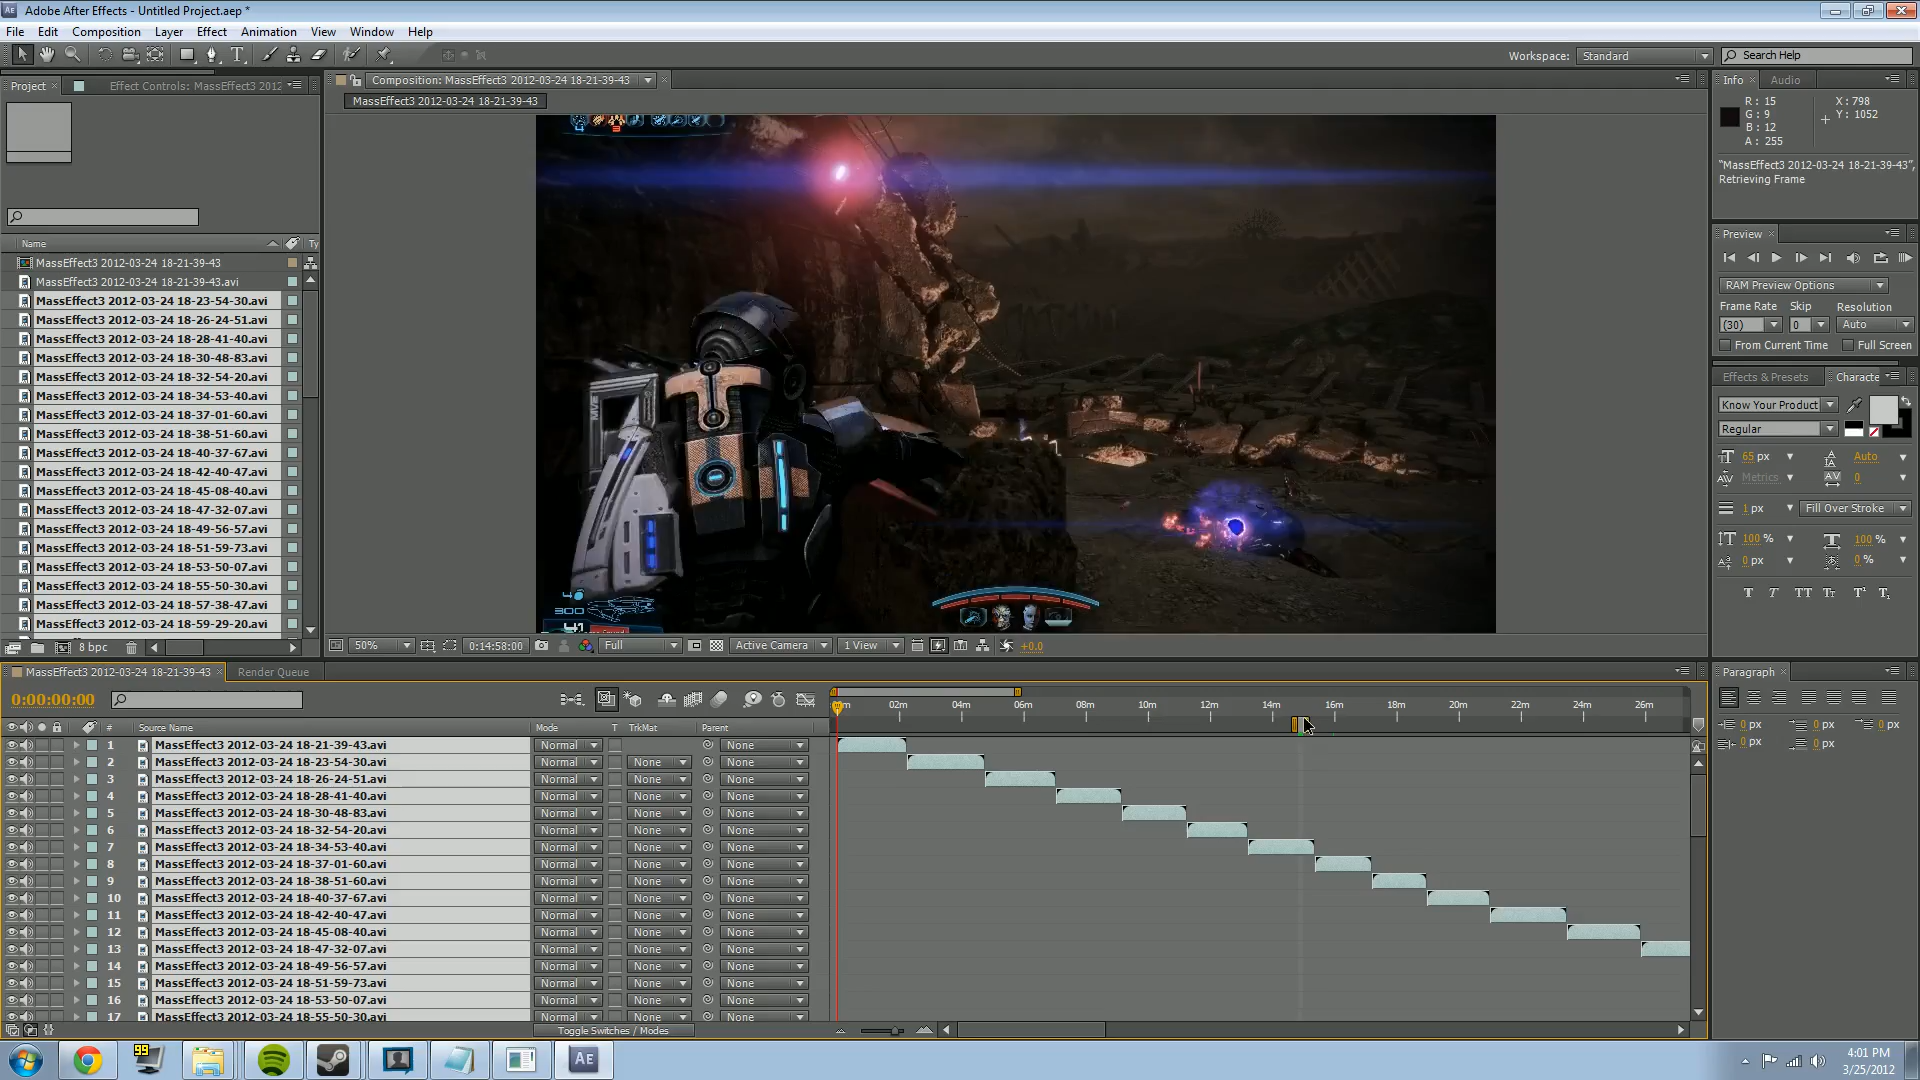 Adobe After Effects - Untitled Project.aep *
File Edit Composition Layer Effect Animation View Window Help
Workspace: Standard
Search Help
Project
Effect Controls: MassEffect3 2012
Composition: MassEffect3 2012-03-24 18-21-39-43
MassEffect3 2012-03-24 18-21-39-43
Name Ty
MassEffect3 2012-03-24 18-21-39-43
MassEffect3 2012-03-24 18-21-39-43.avi
MassEffect3 2012-03-24 18-23-54-30.avi
MassEffect3 2012-03-24 18-26-24-51.avi
MassEffect3 2012-03-24 18-28-41-40.avi
MassEffect3 2012-03-24 18-30-48-83.avi
MassEffect3 2012-03-24 18-32-54-20.avi
MassEffect3 2012-03-24 18-34-53-40.avi
MassEffect3 2012-03-24 18-37-01-60.avi
MassEffect3 2012-03-24 18-38-51-60.avi
MassEffect3 2012-03-24 18-40-37-67.avi
MassEffect3 2012-03-24 18-42-40-47.avi
MassEffect3 2012-03-24 18-45-08-40.avi
MassEffect3 2012-03-24 18-47-32-07.avi
MassEffect3 2012-03-24 18-49-56-57.avi
MassEffect3 2012-03-24 18-51-59-73.avi
MassEffect3 2012-03-24 18-53-50-07.avi
MassEffect3 2012-03-24 18-55-50-30.avi
MassEffect3 2012-03-24 18-57-38-47.avi
MassEffect3 2012-03-24 18-59-29-20.avi
8 bpc
300
50% 0:14:58:00 Full Active Camera 1 View +0.0
Info Audio
R: 15 X: 798
G: 9 Y: 1052
B: 12
A: 255
"MassEffect3 2012-03-24 18-21-39-43",
Retrieving Frame
Preview
RAM Preview Options
Frame Rate Skip Resolution
(30) 0 Auto
From Current Time Full Screen
Effects & Presets Characte
Know Your Product
Regular
65 px Auto
Metrics 0
1 px Fill Over Stroke
100 % 100 %
0 px 0 %
T T TT Tt T¹ T₁
Paragraph
0 px 0 px 0 px
0 px 0 px
MassEffect3 2012-03-24 18-21-39-43 Render Queue
0:00:00:00
02m 04m 06m 08m 10m 12m 14m 16m 18m 20m 22m 24m 26m
# Source Name Mode T TrkMat Parent
1 MassEffect3 2012-03-24 18-21-39-43.avi Normal None
2 MassEffect3 2012-03-24 18-23-54-30.avi Normal None None
3 MassEffect3 2012-03-24 18-26-24-51.avi Normal None None
4 MassEffect3 2012-03-24 18-28-41-40.avi Normal None None
5 MassEffect3 2012-03-24 18-30-48-83.avi Normal None None
6 MassEffect3 2012-03-24 18-32-54-20.avi Normal None None
7 MassEffect3 2012-03-24 18-34-53-40.avi Normal None None
8 MassEffect3 2012-03-24 18-37-01-60.avi Normal None None
9 MassEffect3 2012-03-24 18-38-51-60.avi Normal None None
10 MassEffect3 2012-03-24 18-40-37-67.avi Normal None None
11 MassEffect3 2012-03-24 18-42-40-47.avi Normal None None
12 MassEffect3 2012-03-24 18-45-08-40.avi Normal None None
13 MassEffect3 2012-03-24 18-47-32-07.avi Normal None None
14 MassEffect3 2012-03-24 18-49-56-57.avi Normal None None
15 MassEffect3 2012-03-24 18-51-59-73.avi Normal None None
16 MassEffect3 2012-03-24 18-53-50-07.avi Normal None None
17 MassEffect3 2012-03-24 18-55-50-30.avi Normal None None
Toggle Switches / Modes
99
Ae
4:01 PM
3/25/2012